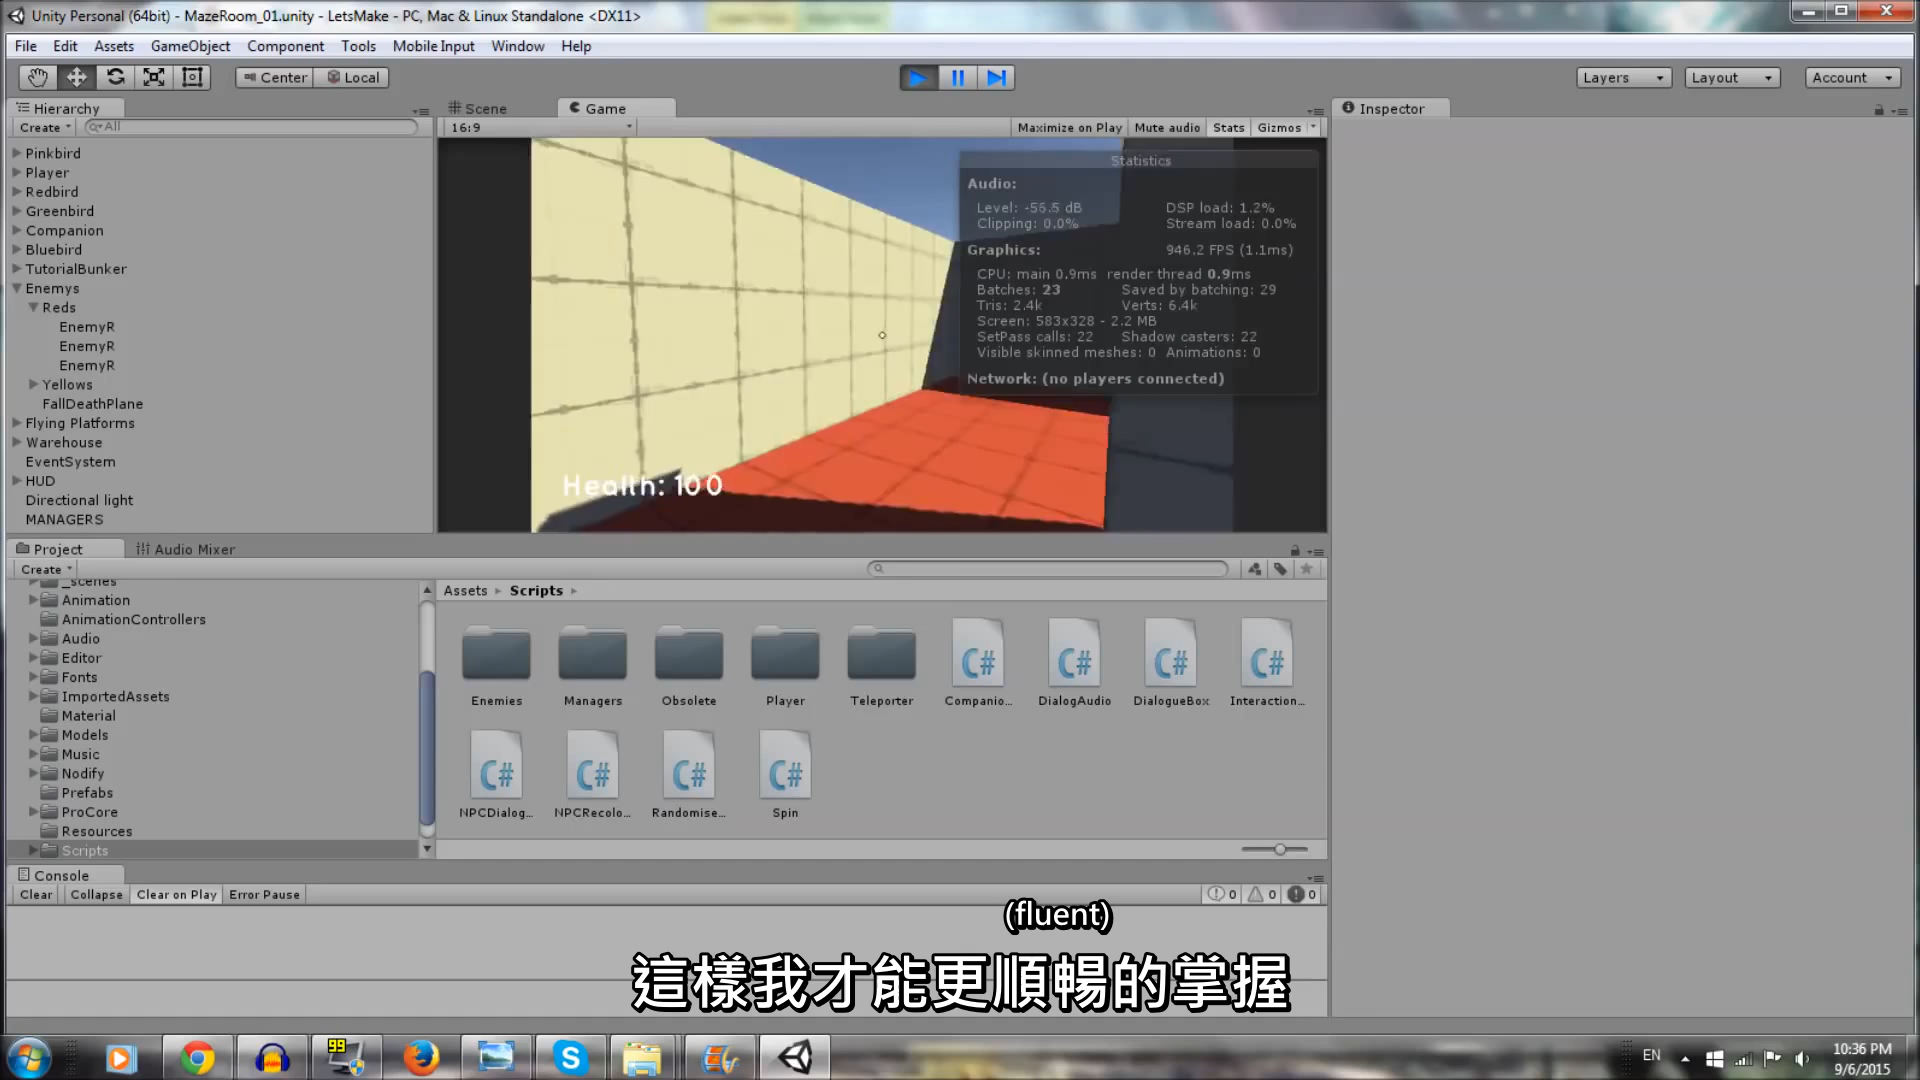 Unity Personal (64bit) - MazeRoom_01.unity - LetsMake - PC, Mac & Linux Standalone <DX11>
File Edit Assets GameObject Component Tools Mobile Input Window Help
Center Local Layers Layout Account
Hierarchy
Create All
Pinkbird
Player
Redbird
Greenbird
Companion
Bluebird
TutorialBunker
Enemys
Reds
EnemyR
EnemyR
EnemyR
Yellows
FallDeathPlane
Flying Platforms
Warehouse
EventSystem
HUD
Directional light
MANAGERS
Scene Game
16:9 Maximize on Play Mute audio Stats Gizmos
Statistics
Audio:
Level: -56.5 dB DSP load: 1.2%
Clipping: 0.0% Stream load: 0.0%
Graphics: 946.2 FPS (1.1ms)
CPU: main 0.9ms render thread 0.9ms
Batches: 23 Saved by batching: 29
Tris: 2.4k Verts: 6.4k
Screen: 583x328 - 2.2 MB
SetPass calls: 22 Shadow casters: 22
Visible skinned meshes: 0 Animations: 0
Network: (no players connected)
Health: 100
Inspector
Project Audio Mixer
Create
_scenes
Animation
AnimationControllers
Audio
Editor
Fonts
ImportedAssets
Material
Models
Music
Nodify
Prefabs
ProCore
Resources
Scripts
Assets Scripts
Enemies Managers Obsolete Player Teleporter Companio... DialogAudio DialogueBox Interaction...
NPCDialog... NPCRecolo... Randomise... Spin
Console
Clear Collapse Clear on Play Error Pause 0 0 0
(fluent)
這樣我才能更順暢的掌握
99
EN
10:36 PM
9/6/2015